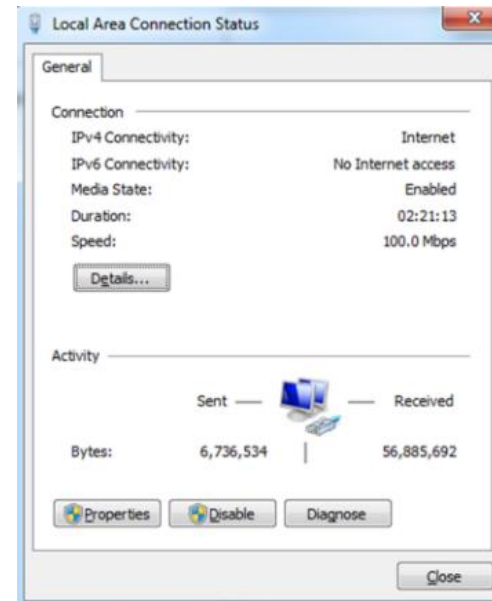 Local Area Connection Status
General
Connection
IPv4 Connectivity: Internet
IPv6 Connectivity: No Internet access
Media State: Enabled
Duration: 02:21:13
Speed: 100.0 Mbps
Details...
Activity
Sent Received
Bytes: 6,736,534 56,885,692
Properties Disable Diagnose
Close